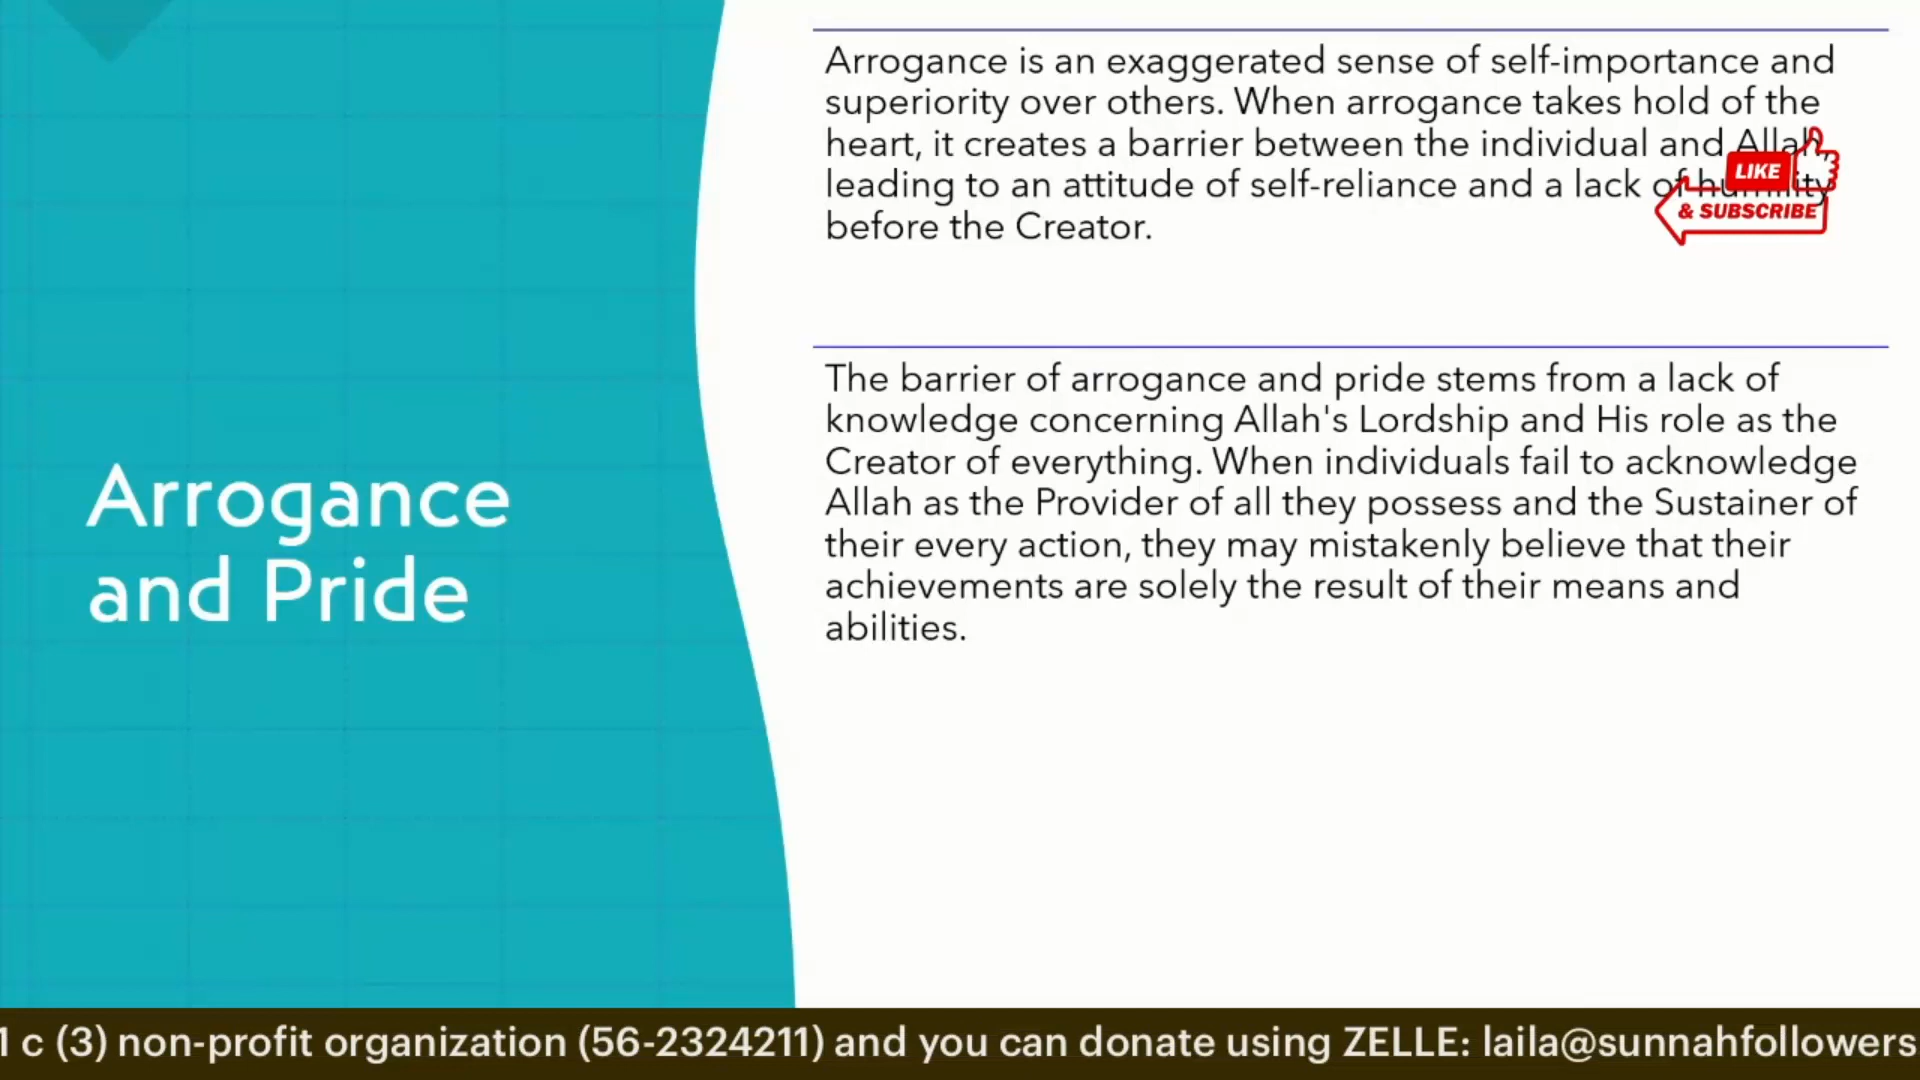 Arrogance
and Pride
Arrogance is an exaggerated sense of self-importance and
superiority over others. When arrogance takes hold of the
heart, it creates a barrier between the individual and Allah,
leading to an attitude of self-reliance and a lack of humility
before the Creator.
LIKE
& SUBSCRIBE
The barrier of arrogance and pride stems from a lack of
knowledge concerning Allah's Lordship and His role as the
Creator of everything. When individuals fail to acknowledge
Allah as the Provider of all they possess and the Sustainer of
their every action, they may mistakenly believe that their
achievements are solely the result of their means and
abilities.
1 c (3) non-profit organization (56-2324211) and you can donate using ZELLE: laila@sunnahfollowers